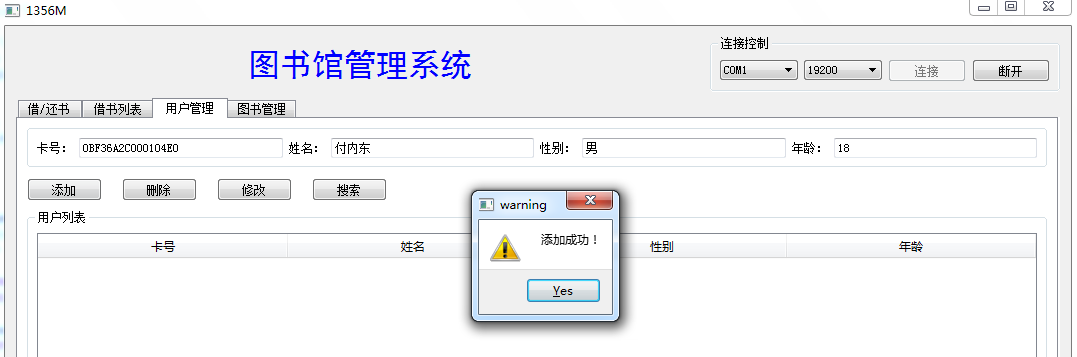 1356M
图书馆管理系统
连接控制
COM1 19200 连接 断开
借/还书 借书列表 用户管理 图书管理
卡号： 0BF36A2C000104E0 姓名： 付内东 性别： 男 年龄： 18
添加 删除 修改 搜索
用户列表
卡号 姓名 性别 年龄
warning
添加成功！
Yes